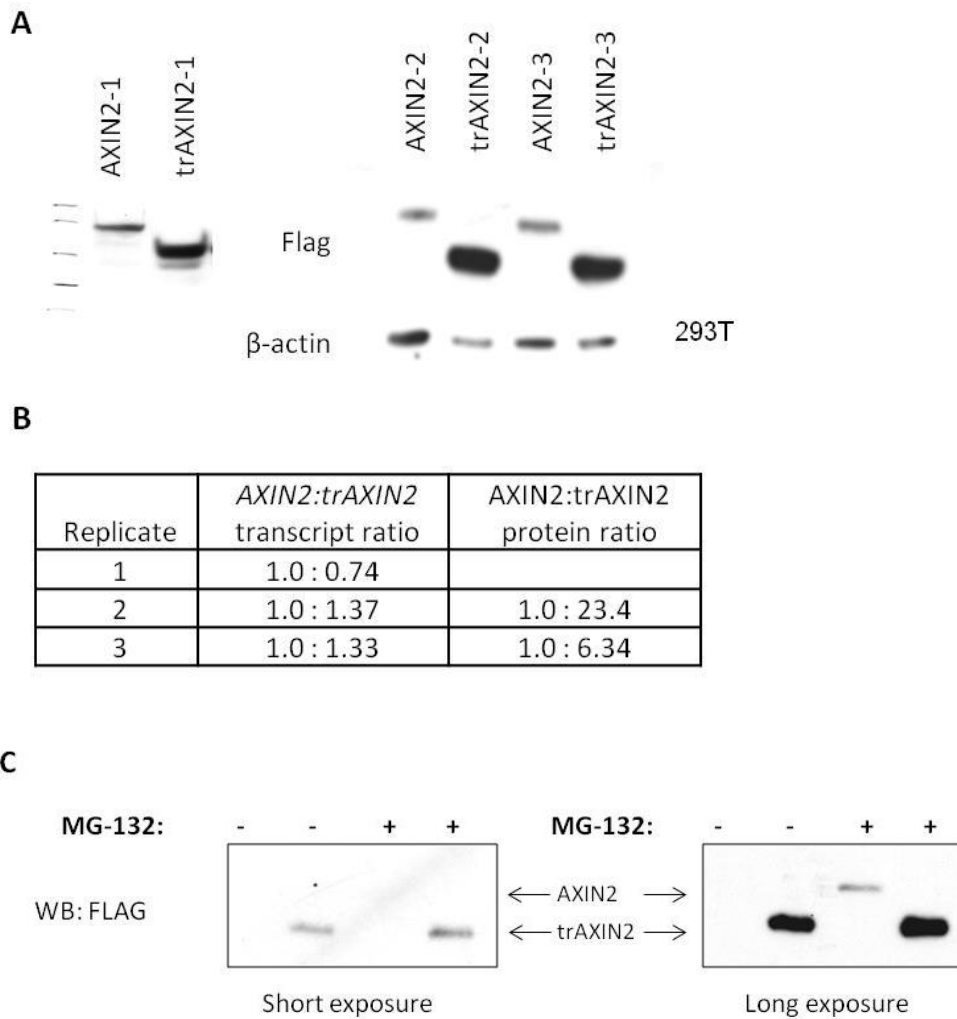 A
AXIN2-1
trAXIN2-1
AXIN2-2
trAXIN2-2
AXIN2-3
trAXIN2-3
Flag
β-actin
293T
B
Replicate
AXIN2:trAXIN2
transcript ratio
AXIN2:trAXIN2
protein ratio
1 1.0 : 0.74
2 1.0 : 1.37 1.0 : 23.4
3 1.0 : 1.33 1.0 : 6.34
C
MG-132: - - + + MG-132: - - + +
WB: FLAG
AXIN2
trAXIN2
Short exposure Long exposure